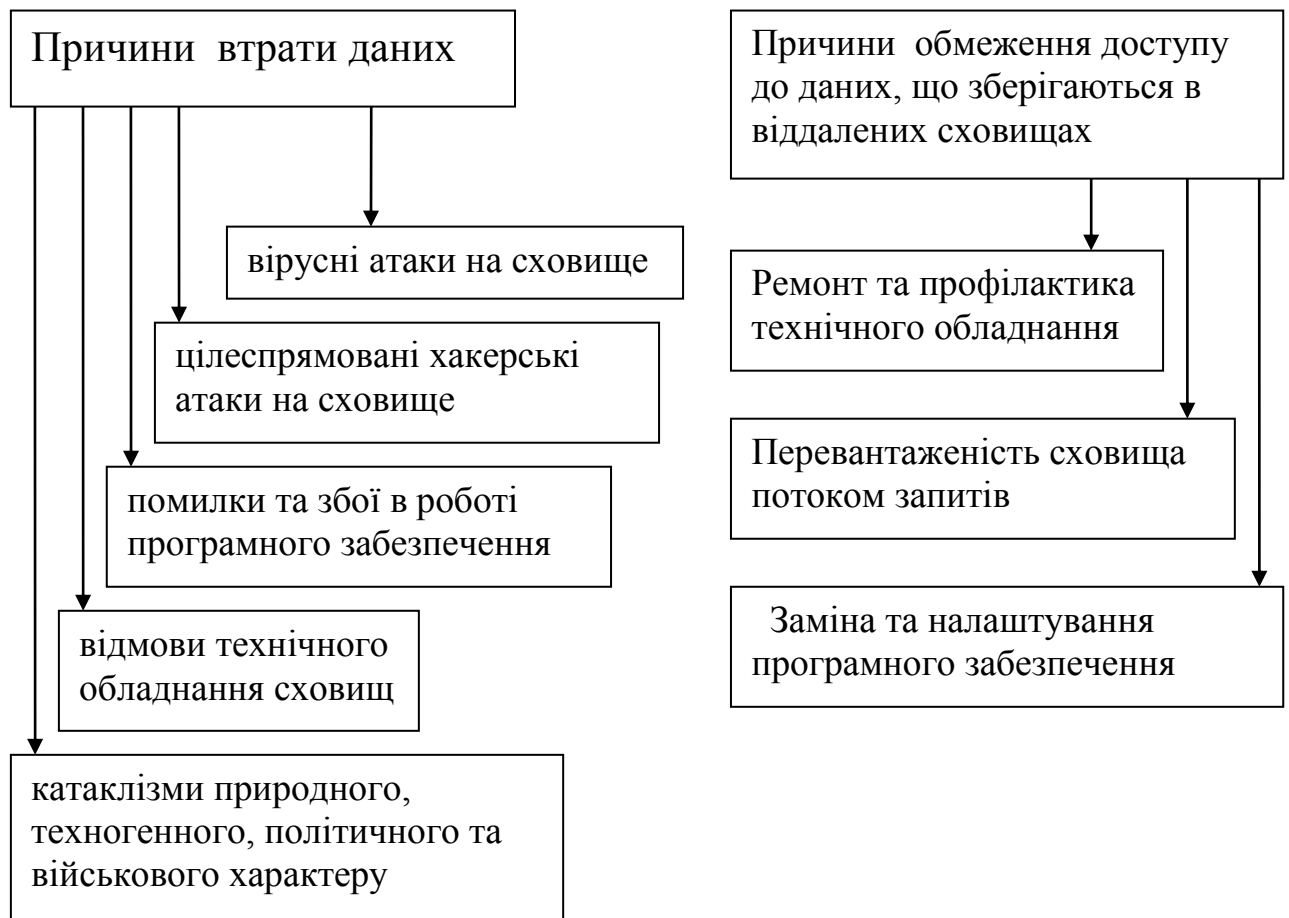 Причини втрати даних
вірусні атаки на сховище
цілеспрямовані хакерські
атаки на сховище
помилки та збої в роботі
програмного забезпечення
відмови технічного
обладнання сховищ
катаклізми природного,
техногенного, політичного та
військового характеру
Причини обмеження доступу
до даних, що зберігаються в
віддалених сховищах
Ремонт та профілактика
технічного обладнання
Перевантаженість сховища
потоком запитів
Заміна та налаштування
програмного забезпечення